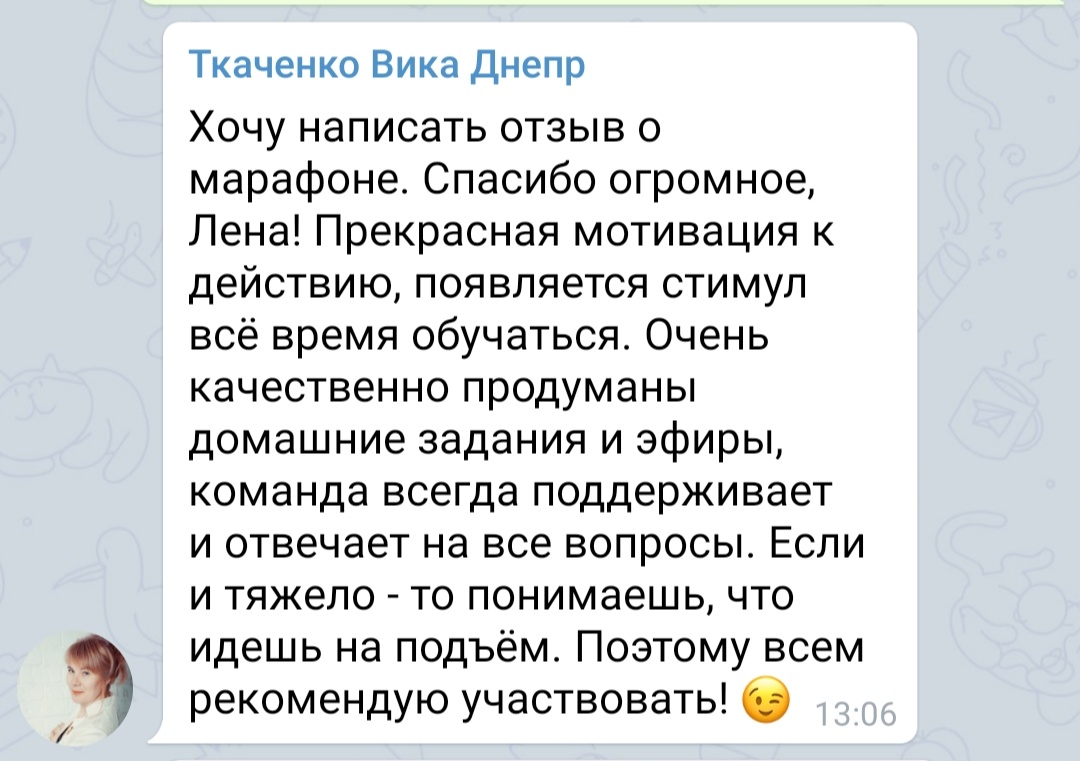 Ткаченко Вика Днепр
Хочу написать отзыв о
марафоне. Спасибо огромное,
Лена! Прекрасная мотивация к
действию, появляется стимул
всё время обучаться. Очень
качественно продуманы
домашние задания и эфиры,
команда всегда поддерживает
и отвечает на все вопросы. Если
и тяжело - то понимаешь, что
идешь на подъём. Поэтому всем
рекомендую участвовать! 😉 13:06